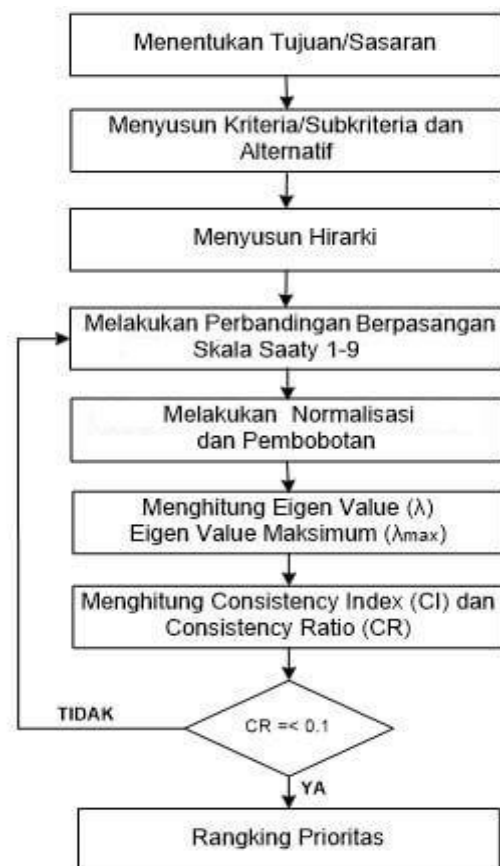 Menentukan Tujuan/Sasaran
Menyusun Kriteria/Subkriteria dan
Alternatif
Menyusun Hirarki
Melakukan Perbandingan Berpasangan
Skala Saaty 1-9
Melakukan Normalisasi
dan Pembobotan
Menghitung Eigen Value (λ)
Eigen Value Maksimum (λmax)
Menghitung Consistency Index (CI) dan
Consistency Ratio (CR)
TIDAK
CR =< 0.1
YA
Rangking Prioritas